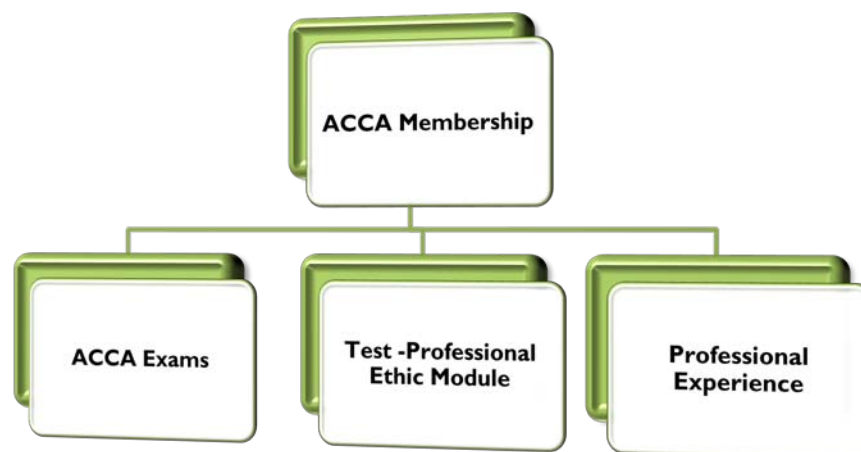 ACCA Membership
ACCA Exams
Test -Professional
Ethic Module
Professional
Experience